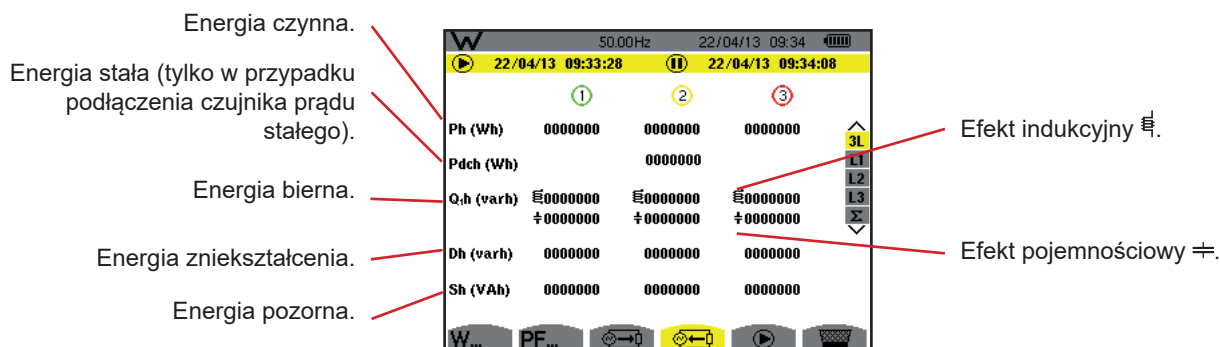 Energia czynna.
Energia stała (tylko w przypadku
podłączenia czujnika prądu
stałego).
Energia bierna.
Energia zniekształcenia.
Energia pozorna.
W 50.00Hz 22/04/13 09:34
22/04/13 09:33:28 22/04/13 09:34:08
1 2 3
Ph (Wh) 0000000 0000000 0000000
Pdch (Wh) 0000000
Q₁h (varh) 0000000 0000000 0000000
0000000 0000000 0000000
Dh (varh) 0000000 0000000 0000000
Sh (VAh) 0000000 0000000 0000000
3L
L1
L2
L3
Σ
W... PF...
Efekt indukcyjny .
Efekt pojemnościowy .